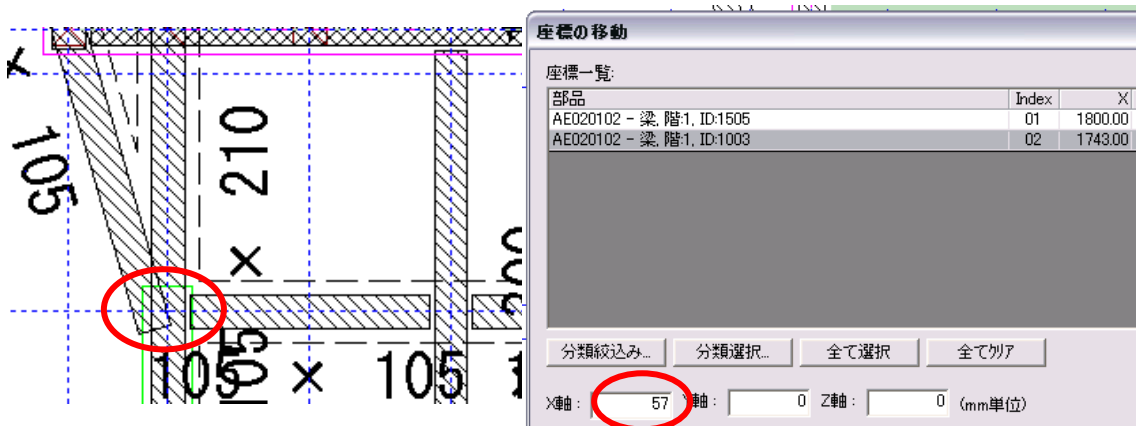 105
× 210
105
105 × 105
座標の移動
座標一覧:
部品 Index X
AE020102 - 梁, 階:1, ID:1505 01 1800.00
AE020102 - 梁, 階:1, ID:1003 02 1743.00
分類絞込み... 分類選択... 全て選択 全てクリア
X軸: 57 軸: 0 Z軸: 0 (mm単位)